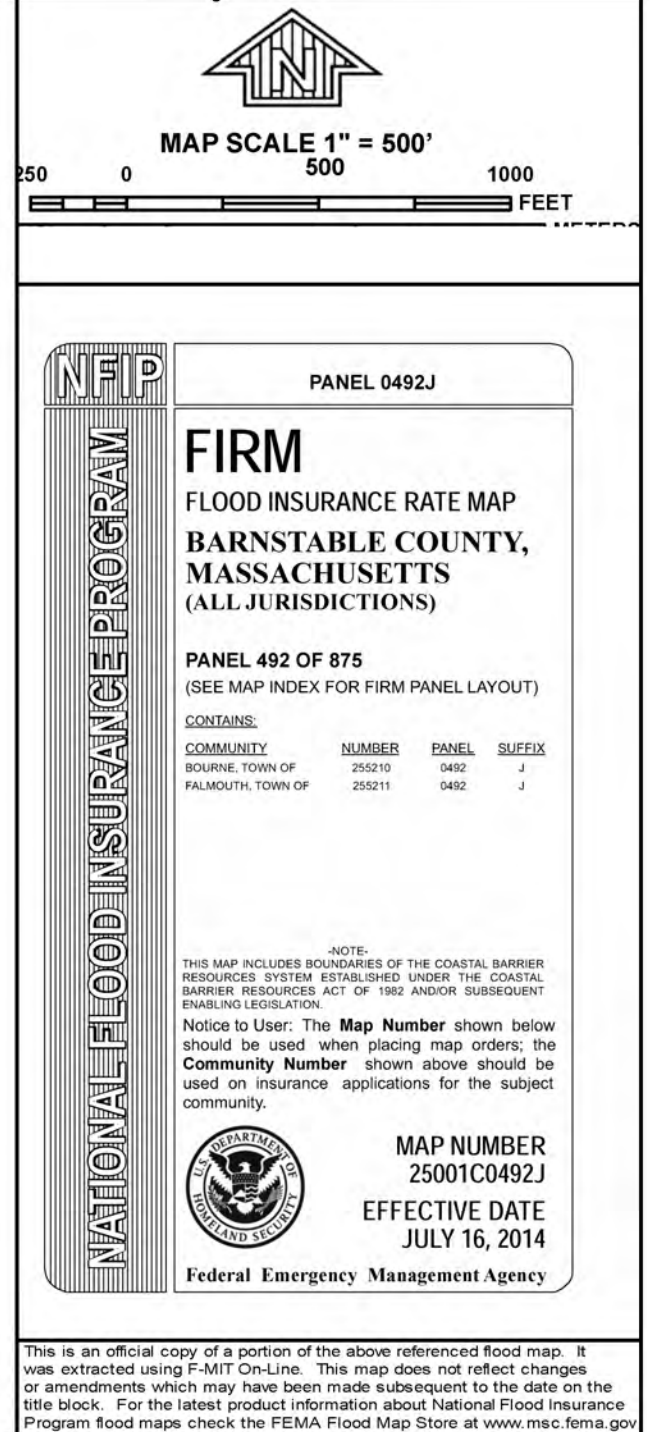 N
MAP SCALE 1" = 500'
250 0 500 1000
FEET
METERS
NFIP
PANEL 0492J
NATIONAL FLOOD INSURANCE PROGRAM
FIRM
FLOOD INSURANCE RATE MAP
BARNSTABLE COUNTY,
MASSACHUSETTS
(ALL JURISDICTIONS)
PANEL 492 OF 875
(SEE MAP INDEX FOR FIRM PANEL LAYOUT)
CONTAINS:
COMMUNITY NUMBER PANEL SUFFIX
BOURNE, TOWN OF 255210 0492 J
FALMOUTH, TOWN OF 255211 0492 J
-NOTE-
THIS MAP INCLUDES BOUNDARIES OF THE COASTAL BARRIER
RESOURCES SYSTEM ESTABLISHED UNDER THE COASTAL
BARRIER RESOURCES ACT OF 1982 AND/OR SUBSEQUENT
ENABLING LEGISLATION.
Notice to User: The Map Number shown below
should be used when placing map orders; the
Community Number shown above should be
used on insurance applications for the subject
community.
U.S. DEPARTMENT OF HOMELAND SECURITY
MAP NUMBER
25001C0492J
EFFECTIVE DATE
JULY 16, 2014
Federal Emergency Management Agency
This is an official copy of a portion of the above referenced flood map. It
was extracted using F-MIT On-Line. This map does not reflect changes
or amendments which may have been made subsequent to the date on the
title block. For the latest product information about National Flood Insurance
Program flood maps check the FEMA Flood Map Store at www.msc.fema.gov